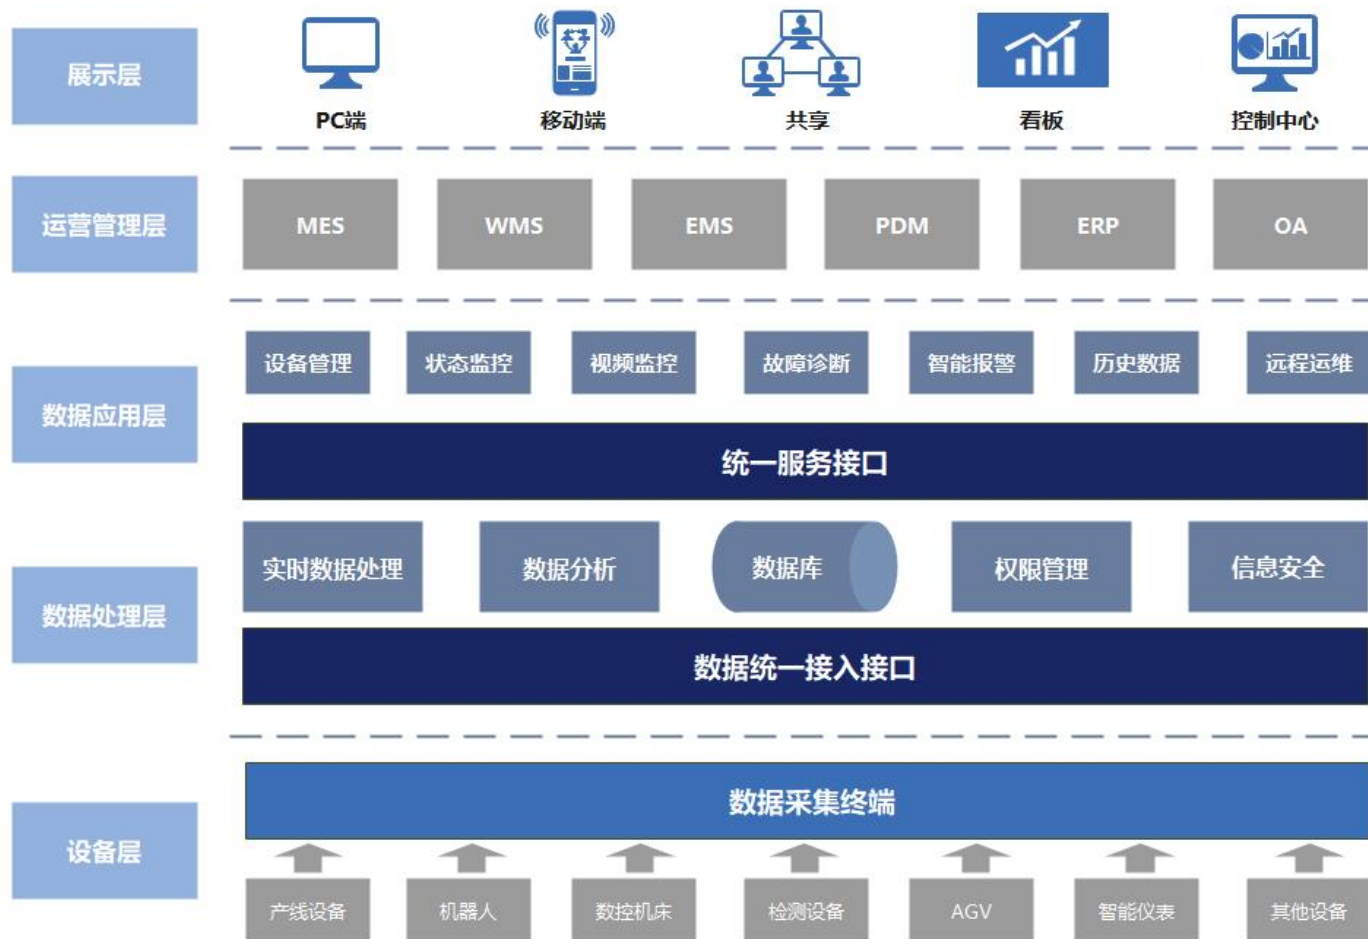 展示层
PC端
移动端
共享
看板
控制中心
运营管理层
MES
WMS
EMS
PDM
ERP
OA
数据应用层
设备管理
状态监控
视频监控
故障诊断
智能报警
历史数据
远程运维
统一服务接口
数据处理层
实时数据处理
数据分析
数据库
权限管理
信息安全
数据统一接入接口
设备层
数据采集终端
产线设备
机器人
数控机床
检测设备
AGV
智能仪表
其他设备